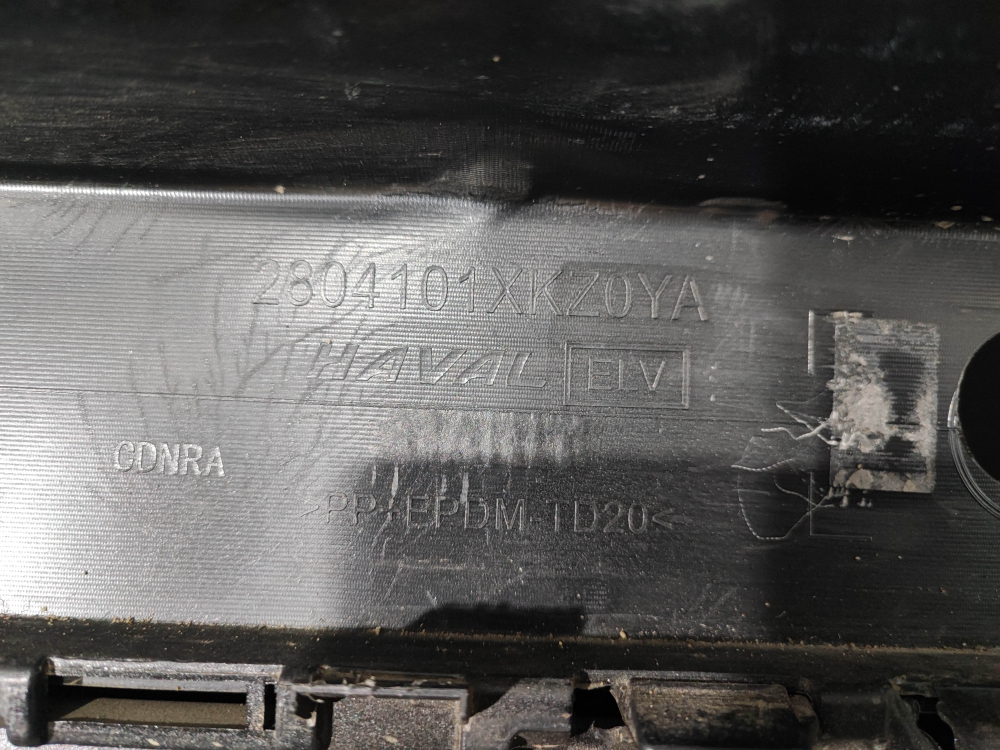 2804101XKZ0YA
HAVAL ELV
CDNRA
>PP+EPDM-TD20<